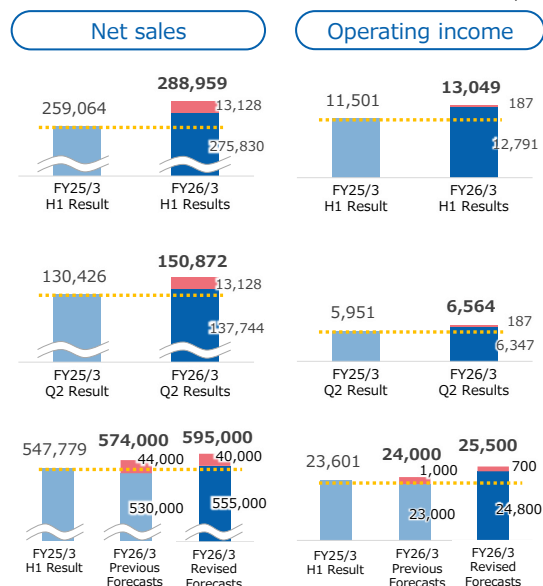 Net sales
Operating income
288,959
259,064
13,128
275,830
FY25/3
H1 Result
FY26/3
H1 Results
13,049
11,501
187
12,791
FY25/3
H1 Result
FY26/3
H1 Results
150,872
130,426
13,128
137,744
FY25/3
Q2 Result
FY26/3
Q2 Results
6,564
5,951
187
6,347
FY25/3
Q2 Result
FY26/3
Q2 Results
547,779
574,000
595,000
44,000
40,000
530,000
555,000
FY25/3
H1 Result
FY26/3
Previous
Forecasts
FY26/3
Revised
Forecasts
23,601
24,000
25,500
1,000
700
23,000
24,800
FY25/3
H1 Result
FY26/3
Previous
Forecasts
FY26/3
Revised
Forecasts